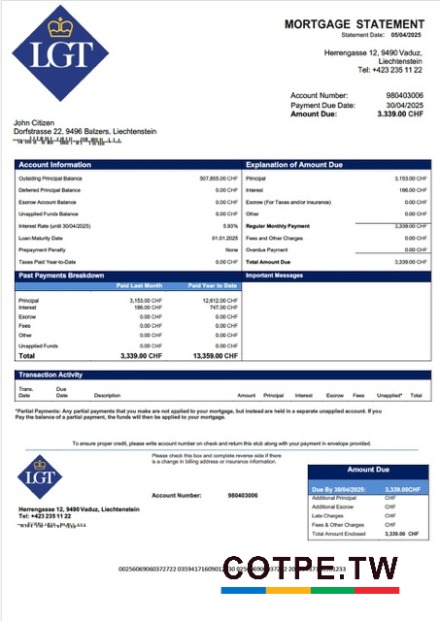 LGT
MORTGAGE STATEMENT
Statement Date: 05/04/2025
Herrengasse 12, 9490 Vaduz,
Liechtenstein
Tel: +423 235 11 22
Account Number: 980403006
Payment Due Date: 30/04/2025
Amount Due: 3,339.00 CHF
John Citizen
Dorfstrasse 22, 9496 Balzers, Liechtenstein
Account Information
Outsiding Principal Balance 507,855.00 CHF
Deferred Principal Balance 0.00 CHF
Escrow Account Balance 0.00 CHF
Unapplied Funds Balance 0.00 CHF
Interest Rate (until 30/04/2025) 5.93%
Loan Maturity Date 01.01.2025
Prepayment Penalty None
Taxes Paid Year-to-Date 0.00 CHF
Explanation of Amount Due
Principal 3,153.00 CHF
Interest 186.00 CHF
Escrow (For Taxes and/or Insurance) 0.00 CHF
Other 0.00 CHF
Regular Monthly Payment 3,339.00 CHF
Fees and Other Charges 0.00 CHF
Overdue Payment 0.00 CHF
Total Amount Due 3,339.00 CHF
Past Payments Breakdown
Paid Last Month Paid Year to Date
Principal 3,153.00 CHF 12,612.00 CHF
Interest 186.00 CHF 747.00 CHF
Escrow 0.00 CHF 0.00 CHF
Fees 0.00 CHF 0.00 CHF
Other 0.00 CHF 0.00 CHF
Unapplied Funds 0.00 CHF 0.00 CHF
Total 3,339.00 CHF 13,359.00 CHF
Important Messages
Transaction Activity
Trans. Date Due Date Description Amount Principal Interest Escrow Fees Unapplied* Total
*Partial Payments: Any partial payments that you make are not applied to your mortgage, but instead are held in a separate unapplied account. If you
Pay the balance of a partial payment, the funds will then be applied to your mortgage.
To ensure proper credit, please write account number on check and return this stub along with your payment in envelope provided.
LGT
Please check this box and complete reverse side if there
is a change in billing address or insurance information.
Account Number: 980403006
Herrengasse 12, 9490 Vaduz, Liechtenstein
Tel: +423 235 11 22
Amount Due
Due By 30/04/2025: 3,339.00CHF
Additional Principal CHF
Additional Escrow CHF
Late Charges CHF
Fees & Other Charges CHF
Total Amount Enclosed 3,339.00 CHF
COTPE.TW